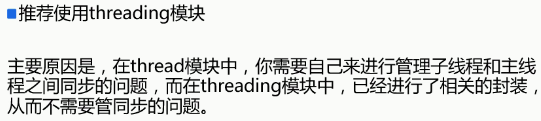 推荐使用threading模块
主要原因是，在thread模块中，你需要自己来进行管理子线程和主线
程之间同步的问题，而在threading模块中，已经进行了相关的封装，
从而不需要管同步的问题。